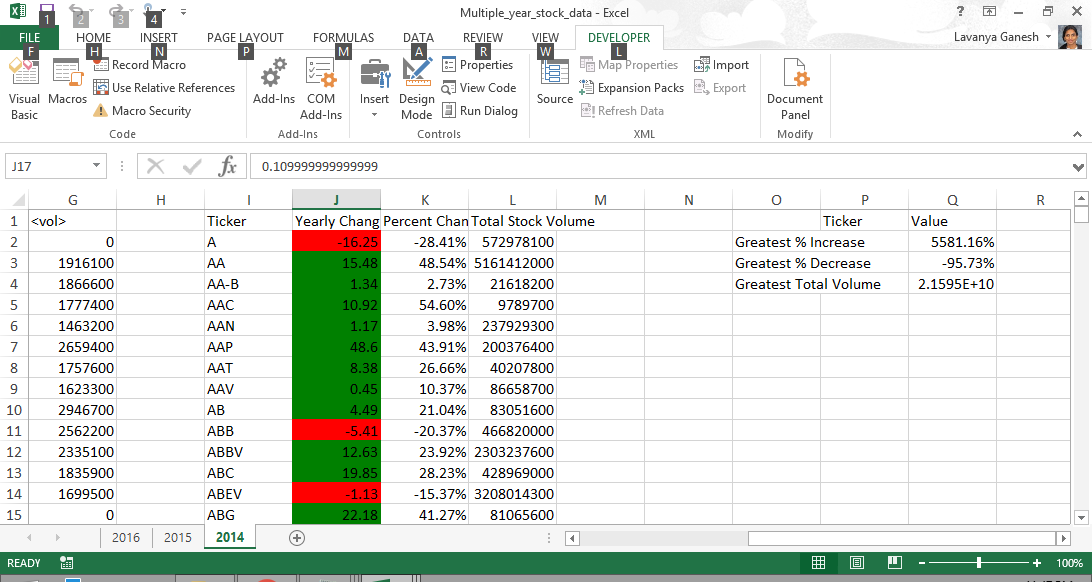 Multiple_year_stock_data - Excel
1 2 3 4
FILE HOME INSERT PAGE LAYOUT FORMULAS DATA REVIEW VIEW DEVELOPER Lavanya Ganesh
F H N P M A R W L
Visual Basic
Macros
Record Macro
Use Relative References
Macro Security
Code
Add-Ins
COM Add-Ins
Add-Ins
Insert
Design Mode
Properties
View Code
Run Dialog
Controls
Source
Map Properties
Expansion Packs
Refresh Data
Import
Export
XML
Document Panel
Modify
J17 fx 0.109999999999999
G H I J K L M N O P Q R
1 <vol> Ticker Yearly Chang Percent Chan Total Stock Volume Ticker Value
2 0 A -16.25 -28.41% 572978100 Greatest % Increase 5581.16%
3 1916100 AA 15.48 48.54% 5161412000 Greatest % Decrease -95.73%
4 1866600 AA-B 1.34 2.73% 21618200 Greatest Total Volume 2.1595E+10
5 1777400 AAC 10.92 54.60% 9789700
6 1463200 AAN 1.17 3.98% 237929300
7 2659400 AAP 48.6 43.91% 200376400
8 1757600 AAT 8.38 26.66% 40207800
9 1623300 AAV 0.45 10.37% 86658700
10 2946700 AB 4.49 21.04% 83051600
11 2562200 ABB -5.41 -20.37% 466820000
12 2335100 ABBV 12.63 23.92% 2303237600
13 1835900 ABC 19.85 28.23% 428969000
14 1699500 ABEV -1.13 -15.37% 3208014300
15 0 ABG 22.18 41.27% 81065600
2016 2015 2014
READY 100%